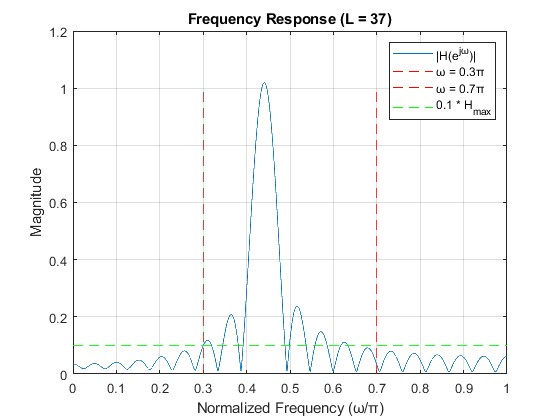 Frequency Response (L = 37)
1.2
1
0.8
0.6
0.4
0.2
0
Magnitude
|H(e^jω)|
ω = 0.3π
ω = 0.7π
0.1 * H_max
0 0.1 0.2 0.3 0.4 0.5 0.6 0.7 0.8 0.9 1
Normalized Frequency (ω/π)